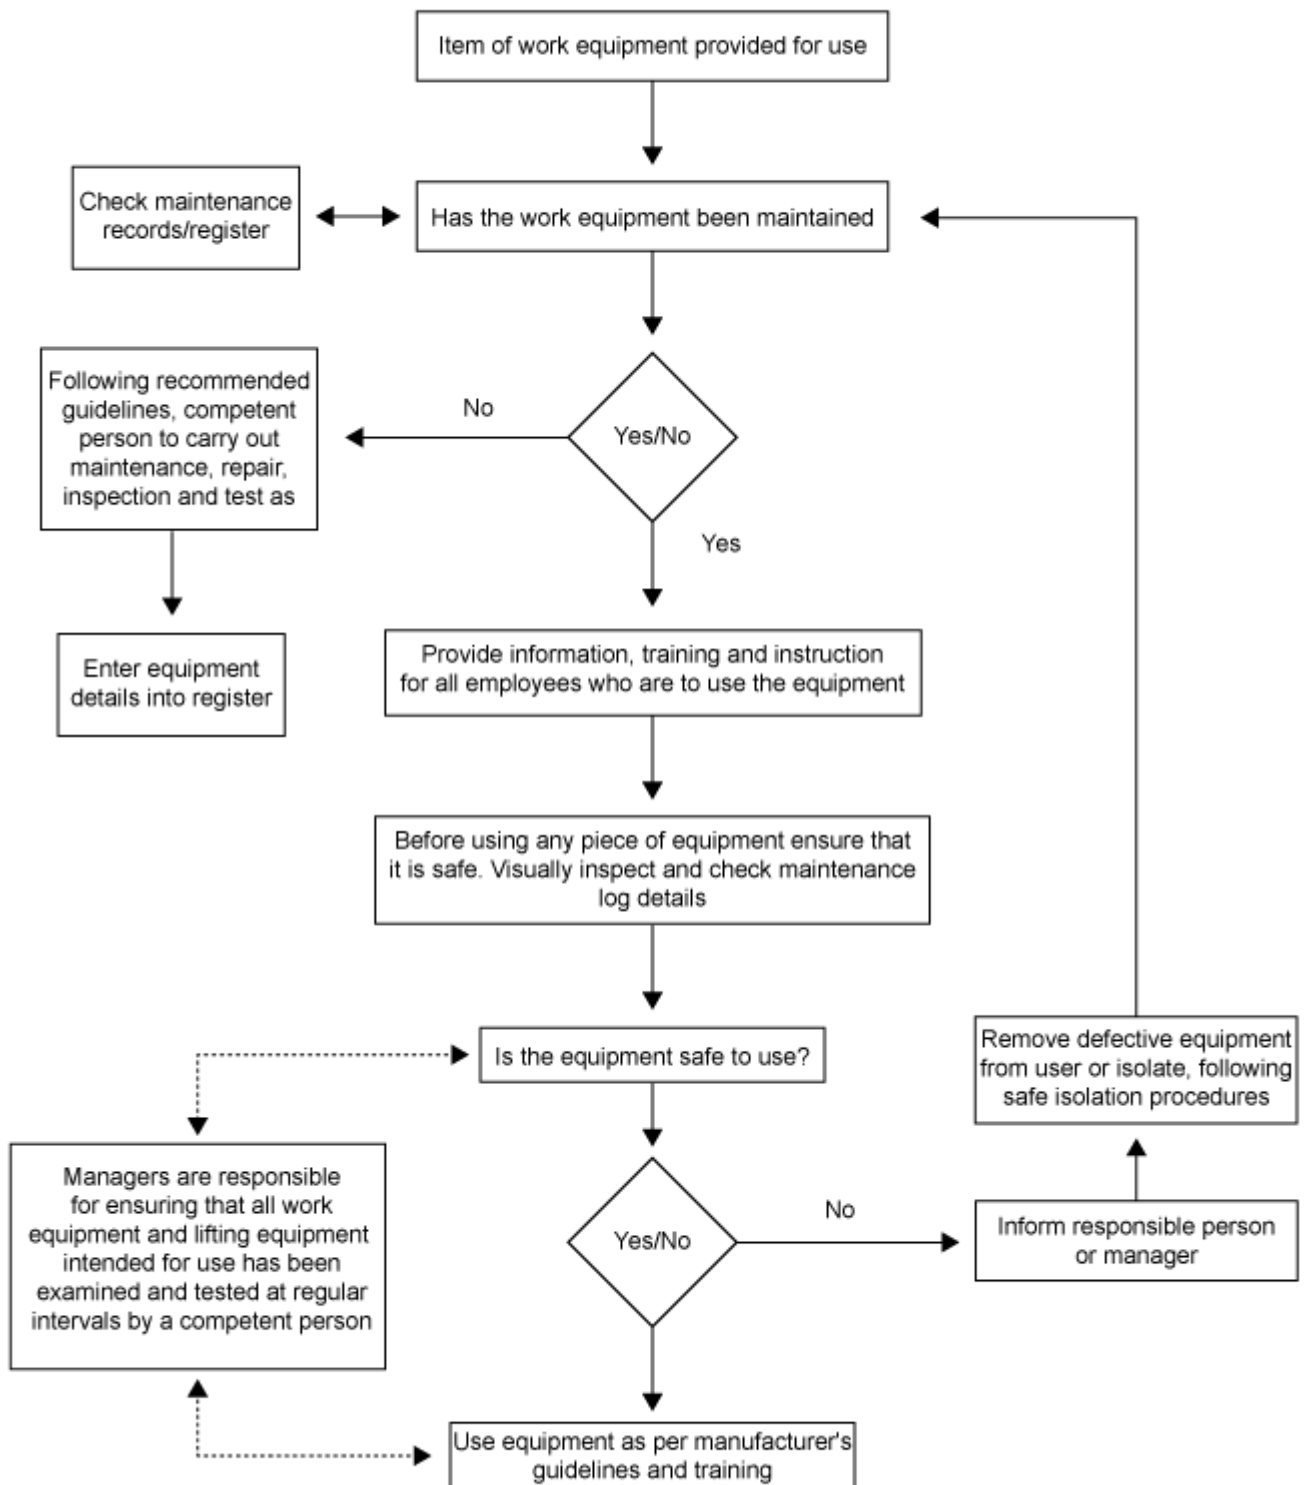 Item of work equipment provided for use
Check maintenance
records/register
Has the work equipment been maintained
Following recommended
guidelines, competent
person to carry out
maintenance, repair,
inspection and test as
No
Yes/No
Yes
Enter equipment
details into register
Provide information, training and instruction
for all employees who are to use the equipment
Before using any piece of equipment ensure that
it is safe. Visually inspect and check maintenance
log details
Is the equipment safe to use?
Remove defective equipment
from user or isolate, following
safe isolation procedures
Managers are responsible
for ensuring that all work
equipment and lifting equipment
intended for use has been
examined and tested at regular
intervals by a competent person
Yes/No
No
Inform responsible person
or manager
Use equipment as per manufacturer's
guidelines and training